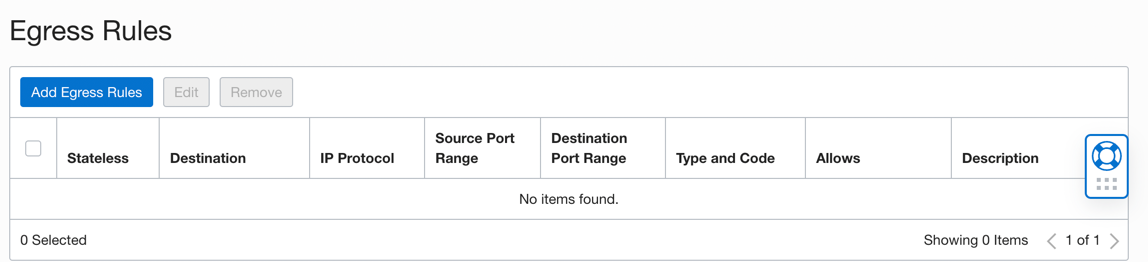 Egress Rules
Add Egress Rules Edit Remove
Stateless Destination IP Protocol Source Port Range Destination Port Range Type and Code Allows Description
No items found.
0 Selected Showing 0 Items 1 of 1